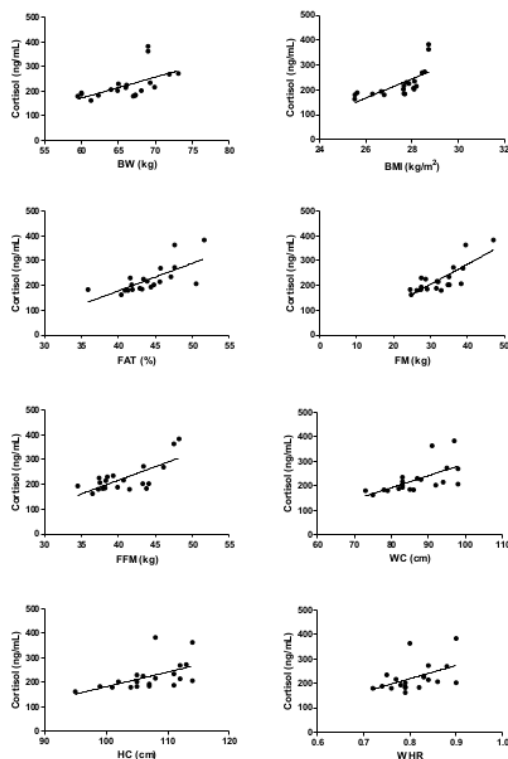 Cortisol (ng/mL)
500
400
300
200
100
0
55 60 65 70 75 80
BW (kg)
Cortisol (ng/mL)
500
400
300
200
100
0
24 26 28 30 32
BMI (kg/m²)
Cortisol (ng/mL)
500
400
300
200
100
0
30 35 40 45 50 55
FAT (%)
Cortisol (ng/mL)
500
400
300
200
100
0
0 10 20 30 40 50
FM (kg)
Cortisol (ng/mL)
500
400
300
200
100
0
30 35 40 45 50 55
FFM (kg)
Cortisol (ng/mL)
500
400
300
200
100
0
60 70 80 90 100 110
WC (cm)
Cortisol (ng/mL)
500
400
300
200
100
0
90 100 110 120
HC (cm)
Cortisol (ng/mL)
500
400
300
200
100
0
0.6 0.7 0.8 0.9 1.0
WHR